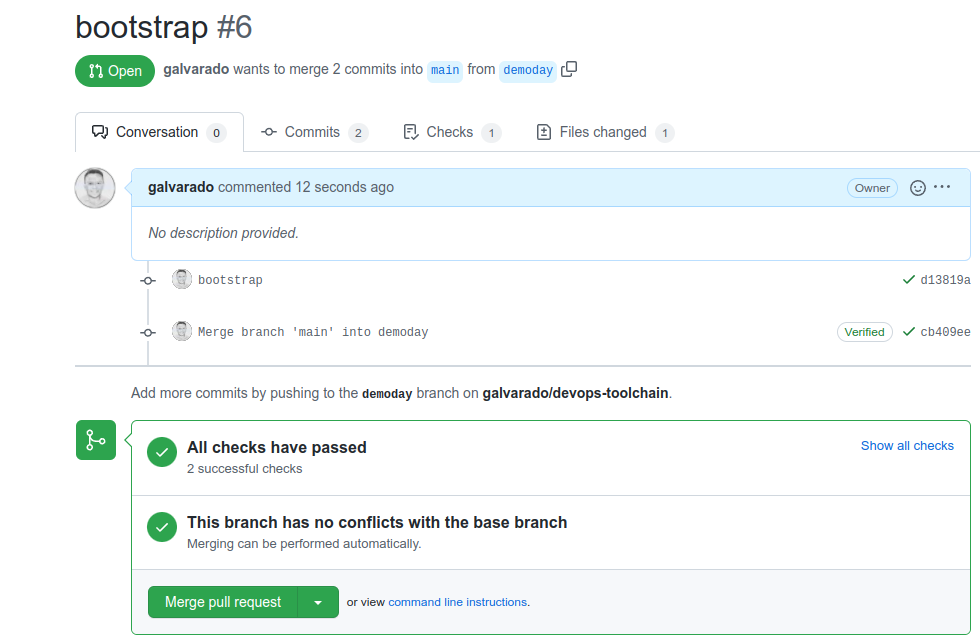 bootstrap #6
Open galvarado wants to merge 2 commits into main from demoday
Conversation 0 Commits 2 Checks 1 Files changed 1
galvarado commented 12 seconds ago Owner ...
No description provided.
bootstrap d13819a
Merge branch 'main' into demoday Verified cb409ee
Add more commits by pushing to the demoday branch on galvarado/devops-toolchain.
All checks have passed Show all checks
2 successful checks
This branch has no conflicts with the base branch
Merging can be performed automatically.
Merge pull request or view command line instructions.